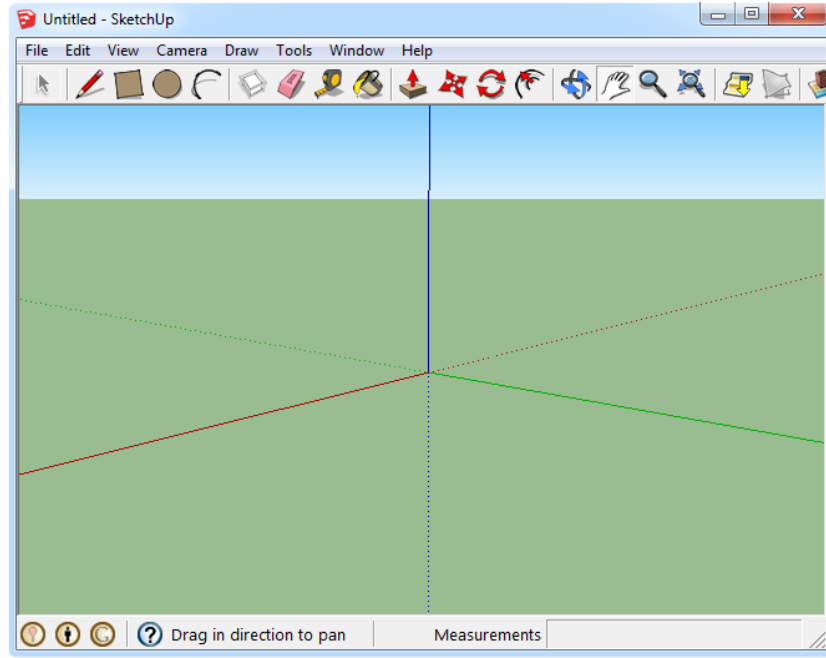 Untitled - SketchUp
File Edit View Camera Draw Tools Window Help
Drag in direction to pan Measurements